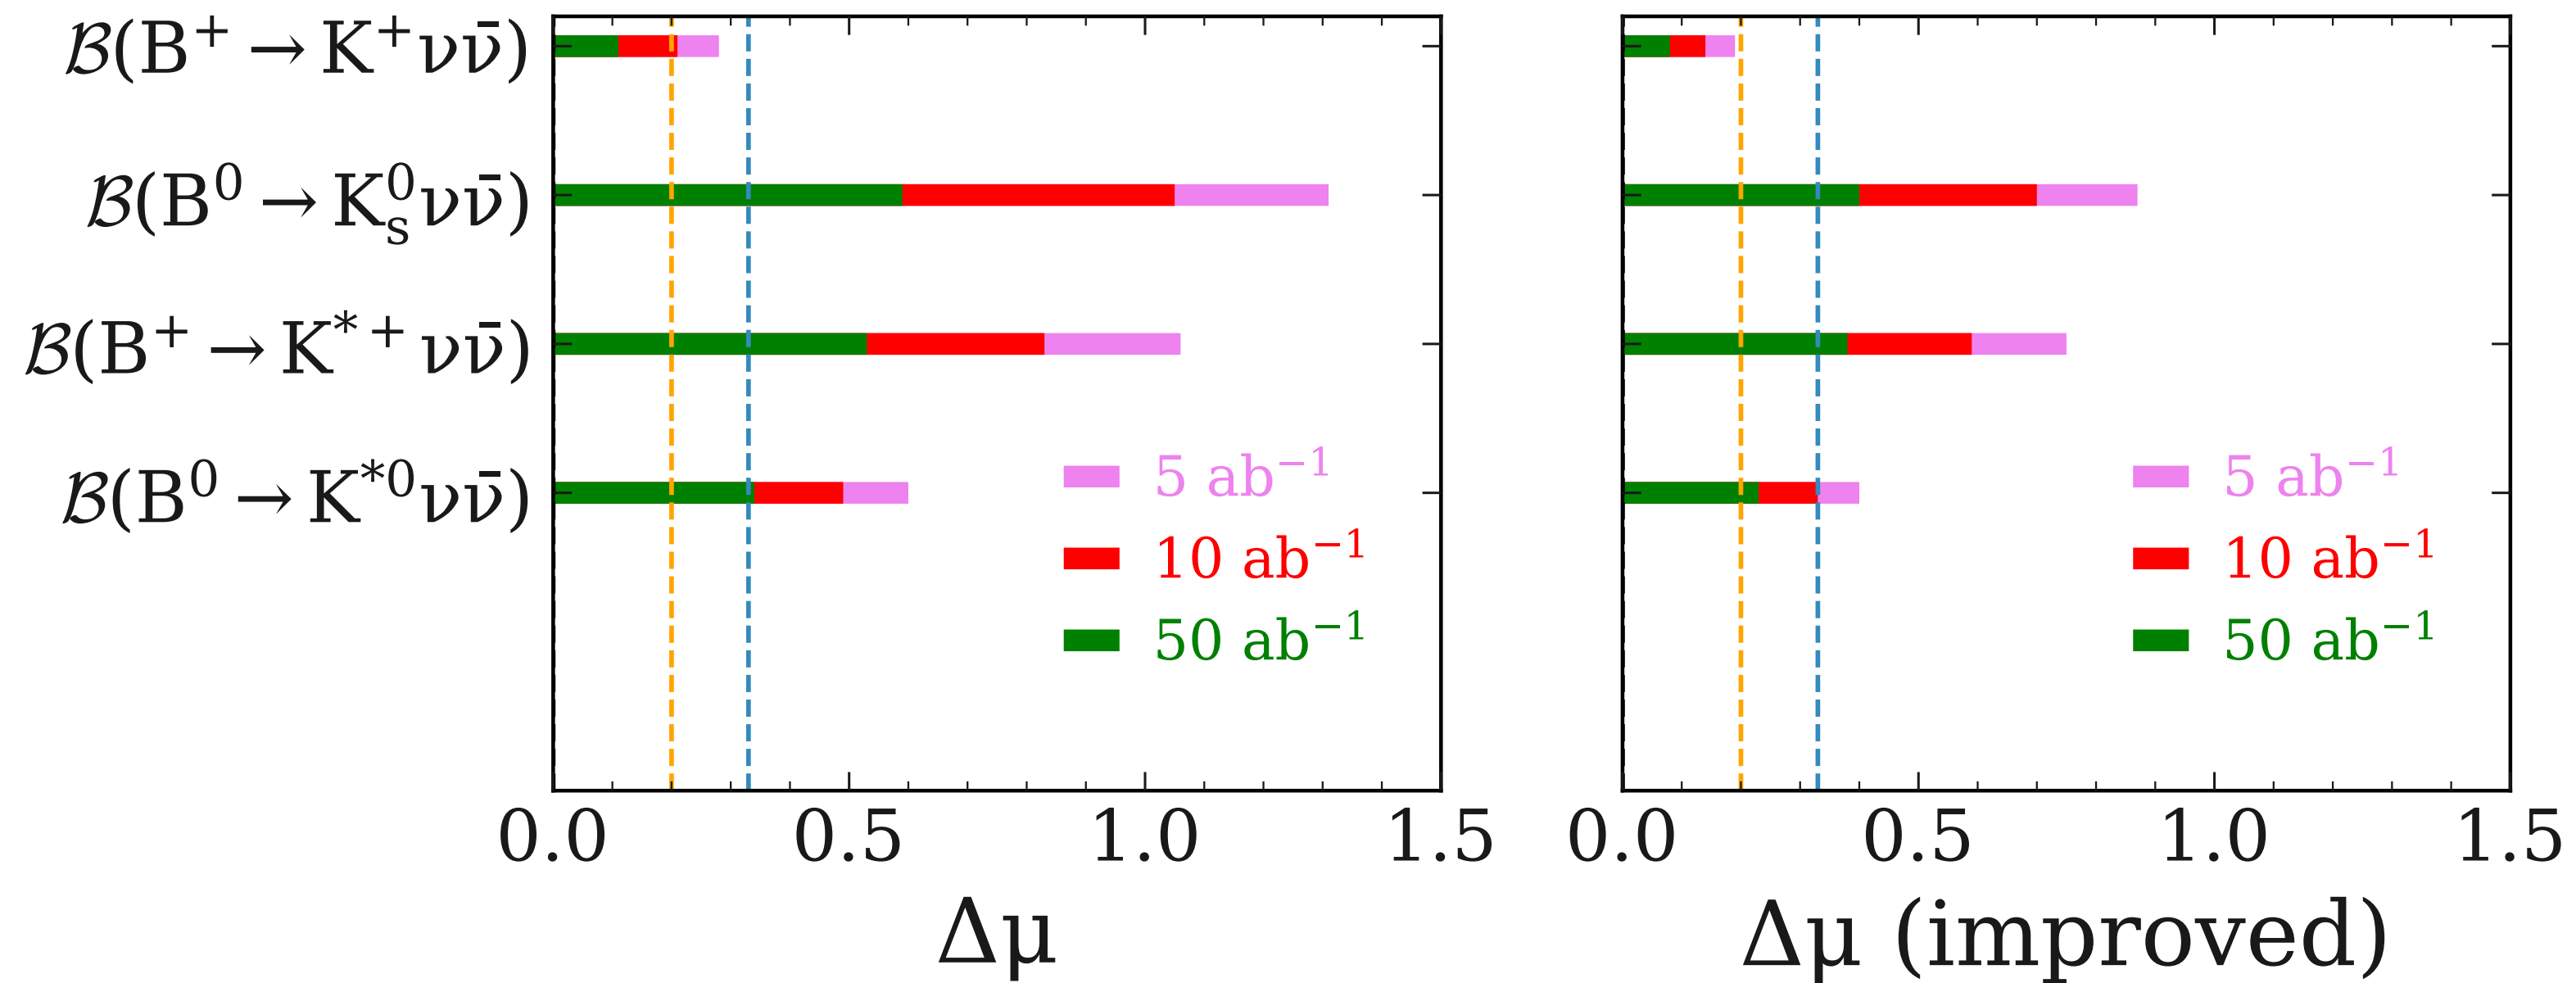 ℬ(B⁺ → K⁺νν̄)
ℬ(B⁰ → K⁰ₛνν̄)
ℬ(B⁺ → K*⁺νν̄)
ℬ(B⁰ → K*⁰νν̄)
5 ab⁻¹
10 ab⁻¹
50 ab⁻¹
0.0 0.5 1.0 1.5
Δμ
5 ab⁻¹
10 ab⁻¹
50 ab⁻¹
0.0 0.5 1.0 1.5
Δμ (improved)